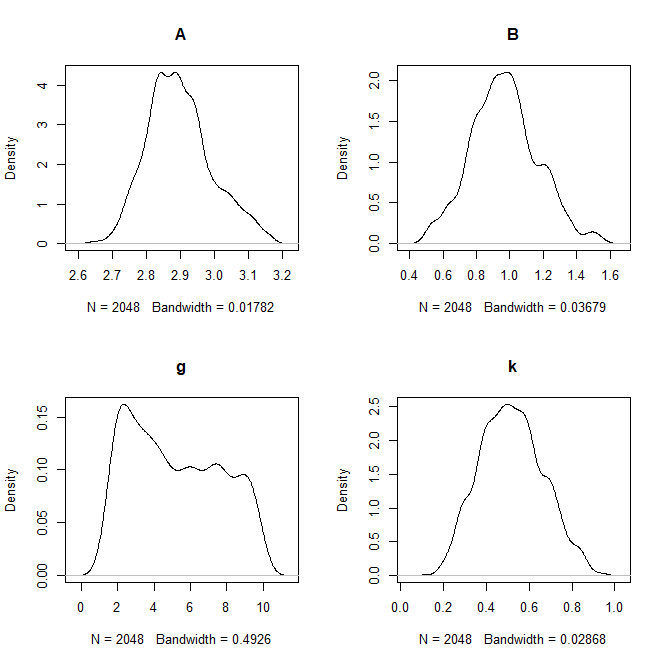 A
Density
4
3
2
1
0
2.6 2.7 2.8 2.9 3.0 3.1 3.2
N = 2048 Bandwidth = 0.01782
B
Density
2.0
1.5
1.0
0.5
0.0
0.4 0.6 0.8 1.0 1.2 1.4 1.6
N = 2048 Bandwidth = 0.03679
g
Density
0.15
0.10
0.05
0.00
0 2 4 6 8 10
N = 2048 Bandwidth = 0.4926
k
Density
2.5
2.0
1.5
1.0
0.5
0.0
0.0 0.2 0.4 0.6 0.8 1.0
N = 2048 Bandwidth = 0.02868